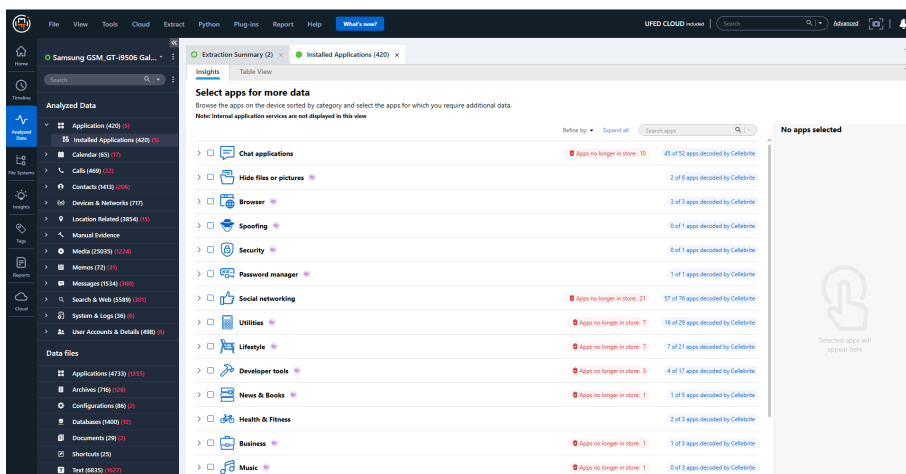 File View Tools Cloud Extract Python Plug-ins Report Help What's new? UFED CLOUD included Search Advanced
Home
Timeline
Analyzed Data
File Systems
Insights
Tags
Reports
Cloud
Samsung GSM_GT-i9506 Gal...
Search
Analyzed Data
Application (420) (5)
Installed Applications (420) (5)
Calendar (65) (17)
Calls (469) (22)
Contacts (1413) (206)
Devices & Networks (717)
Location Related (3854) (15)
Manual Evidence
Media (25035) (1224)
Memos (72) (31)
Messages (1534) (360)
Search & Web (5589) (301)
System & Logs (36) (6)
User Accounts & Details (498) (6)
Data files
Applications (4733) (1355)
Archives (716) (126)
Configurations (86) (2)
Databases (1400) (12)
Documents (29) (2)
Shortcuts (25)
Text (6835) (1627)
Extraction Summary (2) × Installed Applications (420) ×
Insights Table View
Select apps for more data
Browse the apps on the device sorted by category and select the apps for which you require additional data.
Note: Internal application services are not displayed in this view
Refine by: Expand all Search apps
Chat applications Apps no longer in store: 10 45 of 52 apps decoded by Cellebrite
Hide files or pictures 2 of 6 apps decoded by Cellebrite
Browser 3 of 3 apps decoded by Cellebrite
Spoofing 0 of 1 apps decoded by Cellebrite
Security 0 of 1 apps decoded by Cellebrite
Password manager 1 of 1 apps decoded by Cellebrite
Social networking Apps no longer in store: 21 57 of 76 apps decoded by Cellebrite
Utilities Apps no longer in store: 7 16 of 29 apps decoded by Cellebrite
Lifestyle Apps no longer in store: 7 7 of 21 apps decoded by Cellebrite
Developer tools Apps no longer in store: 5 4 of 17 apps decoded by Cellebrite
News & Books Apps no longer in store: 1 1 of 5 apps decoded by Cellebrite
Health & Fitness 2 of 3 apps decoded by Cellebrite
Business Apps no longer in store: 1 1 of 3 apps decoded by Cellebrite
Music Apps no longer in store: 1 0 of 3 apps decoded by Cellebrite
No apps selected
Selected apps will
appear here